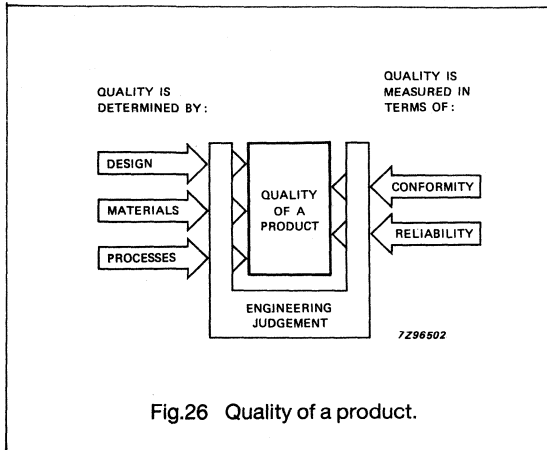 QUALITY IS
DETERMINED BY:
QUALITY IS
MEASURED IN
TERMS OF:
DESIGN
MATERIALS
PROCESSES
QUALITY
OF A
PRODUCT
CONFORMITY
RELIABILITY
ENGINEERING
JUDGEMENT
7Z96502
Fig.26 Quality of a product.